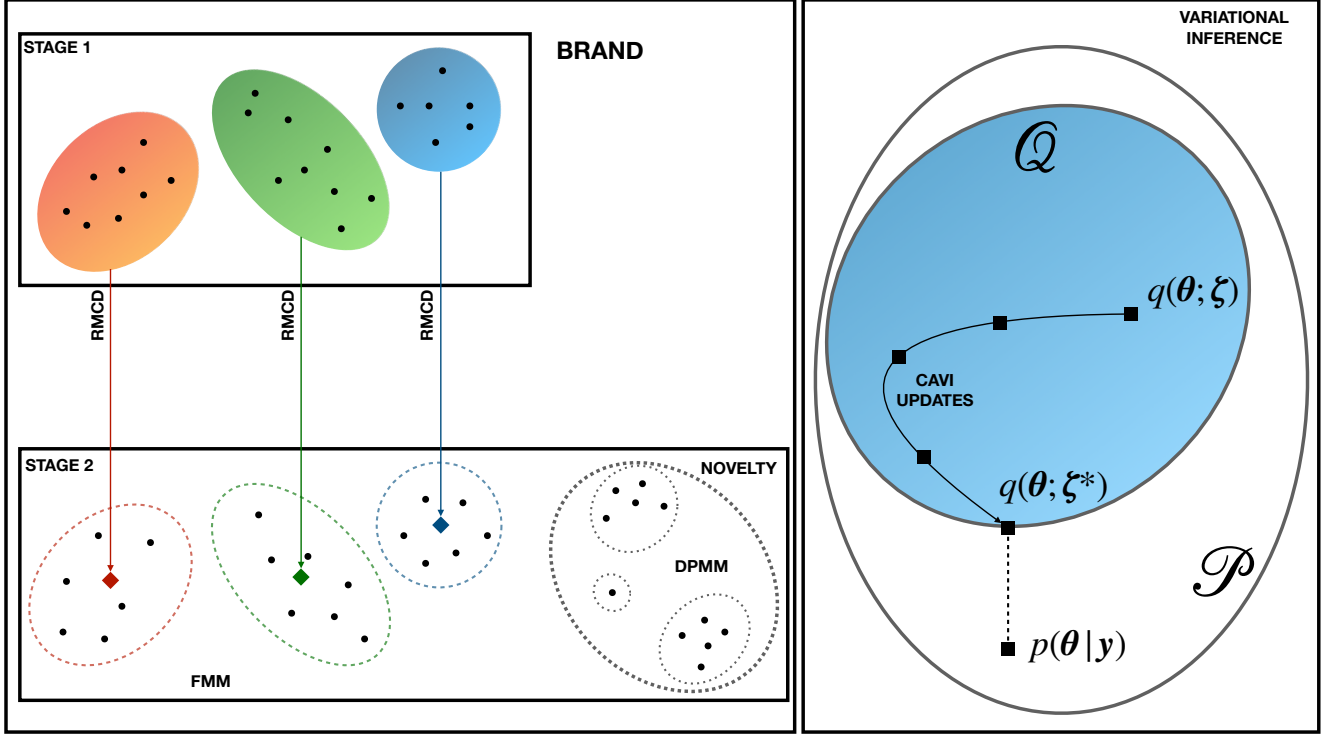 STAGE 1
BRAND
RMCD
RMCD
RMCD
STAGE 2
NOVELTY
DPMM
FMM
VARIATIONAL
INFERENCE
𝒬
q(θ; ζ)
CAVI
UPDATES
q(θ; ζ*)
𝒫
p(θ | y)